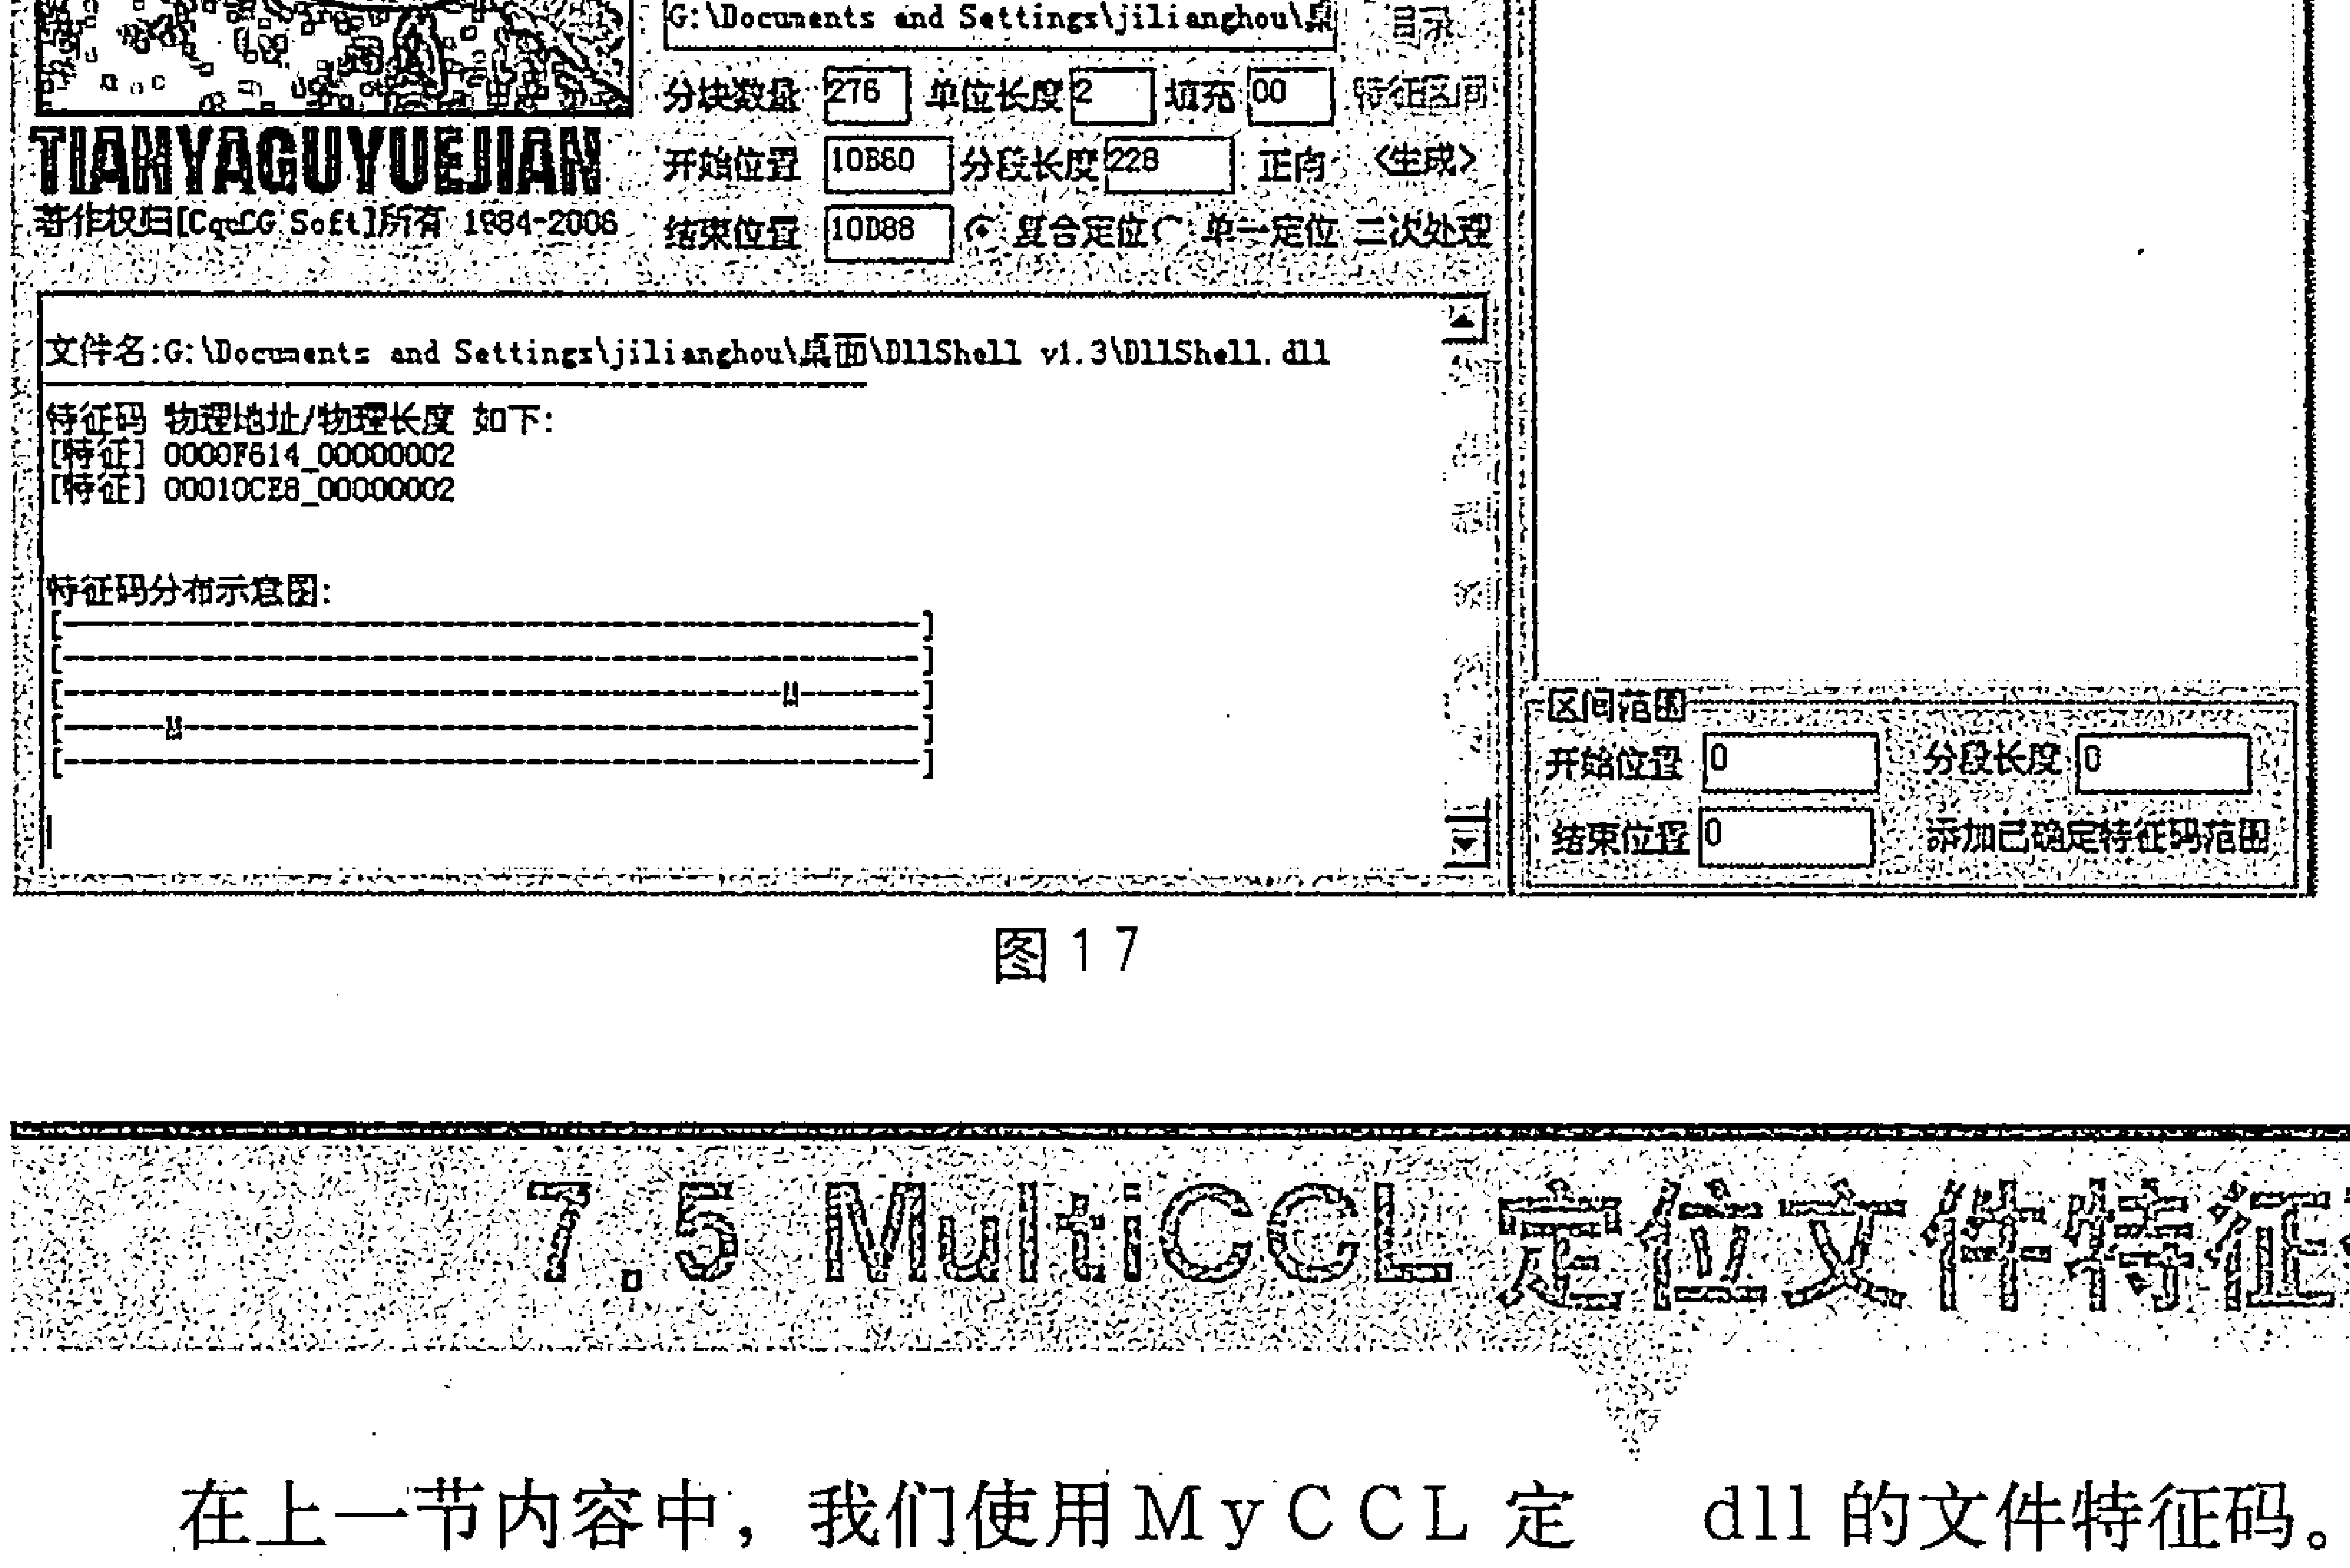 G:\Documents and Settings\jilianghou\桌 目录
分块数量 276 单位长度 2 填充 00 特征区间
TIANYAGUYUEJIAN
开始位置 10B60 分段长度 228 正向 <生成>
著作权归[CqtCG Soft]所有 1984-2006
结束位置 10D88 复合定位 单一定位 二次处理
文件名:G:\Documents and Settings\jilianghou\桌面\DllShell v1.3\DllShell.dll
特征码 物理地址/物理长度 如下:
[特征] 0000F614_00000002
[特征] 00010CE8_00000002
特征码分布示意图:
[--------------------------------------------------]
[--------------------------------------------------]
[------------------------------------------M-------]
[------M-------------------------------------------]
[--------------------------------------------------]
区间范围
开始位置 0 分段长度 0
结束位置 0 添加已确定特征码范围
图17
7.5 MultiCCL 定位文件特征
在上一节内容中，我们使用MyCCL 定 dll 的文件特征码。